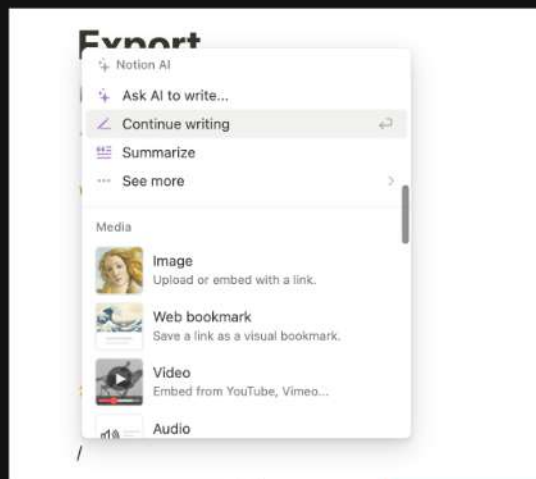 Export
Notion AI
Ask AI to write...
Continue writing
Summarize
See more
Media
Image
Upload or embed with a link.
Web bookmark
Save a link as a visual bookmark.
Video
Embed from YouTube, Vimeo...
Audio
/